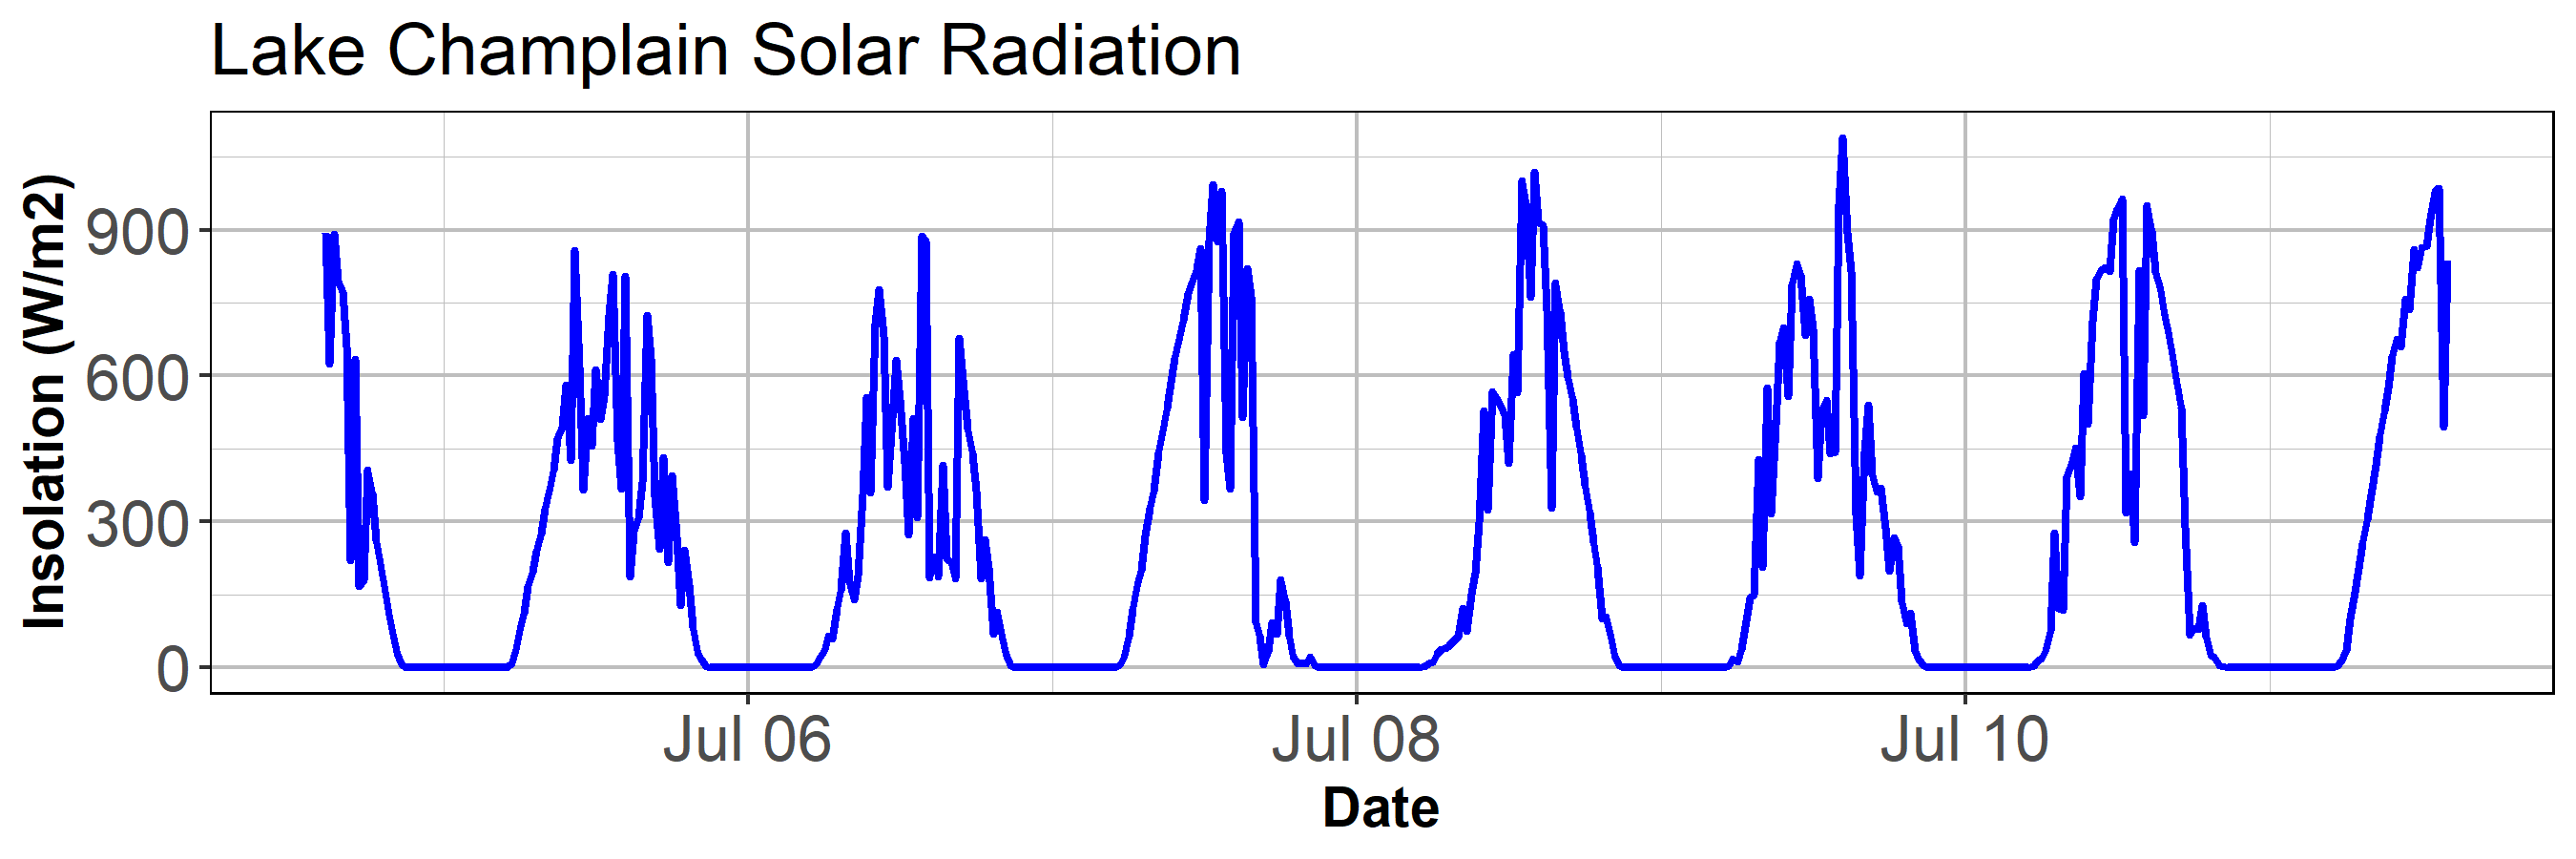 Lake Champlain Solar Radiation
Insolation (W/m2)
900
600
300
0
Jul 06 Jul 08 Jul 10
Date